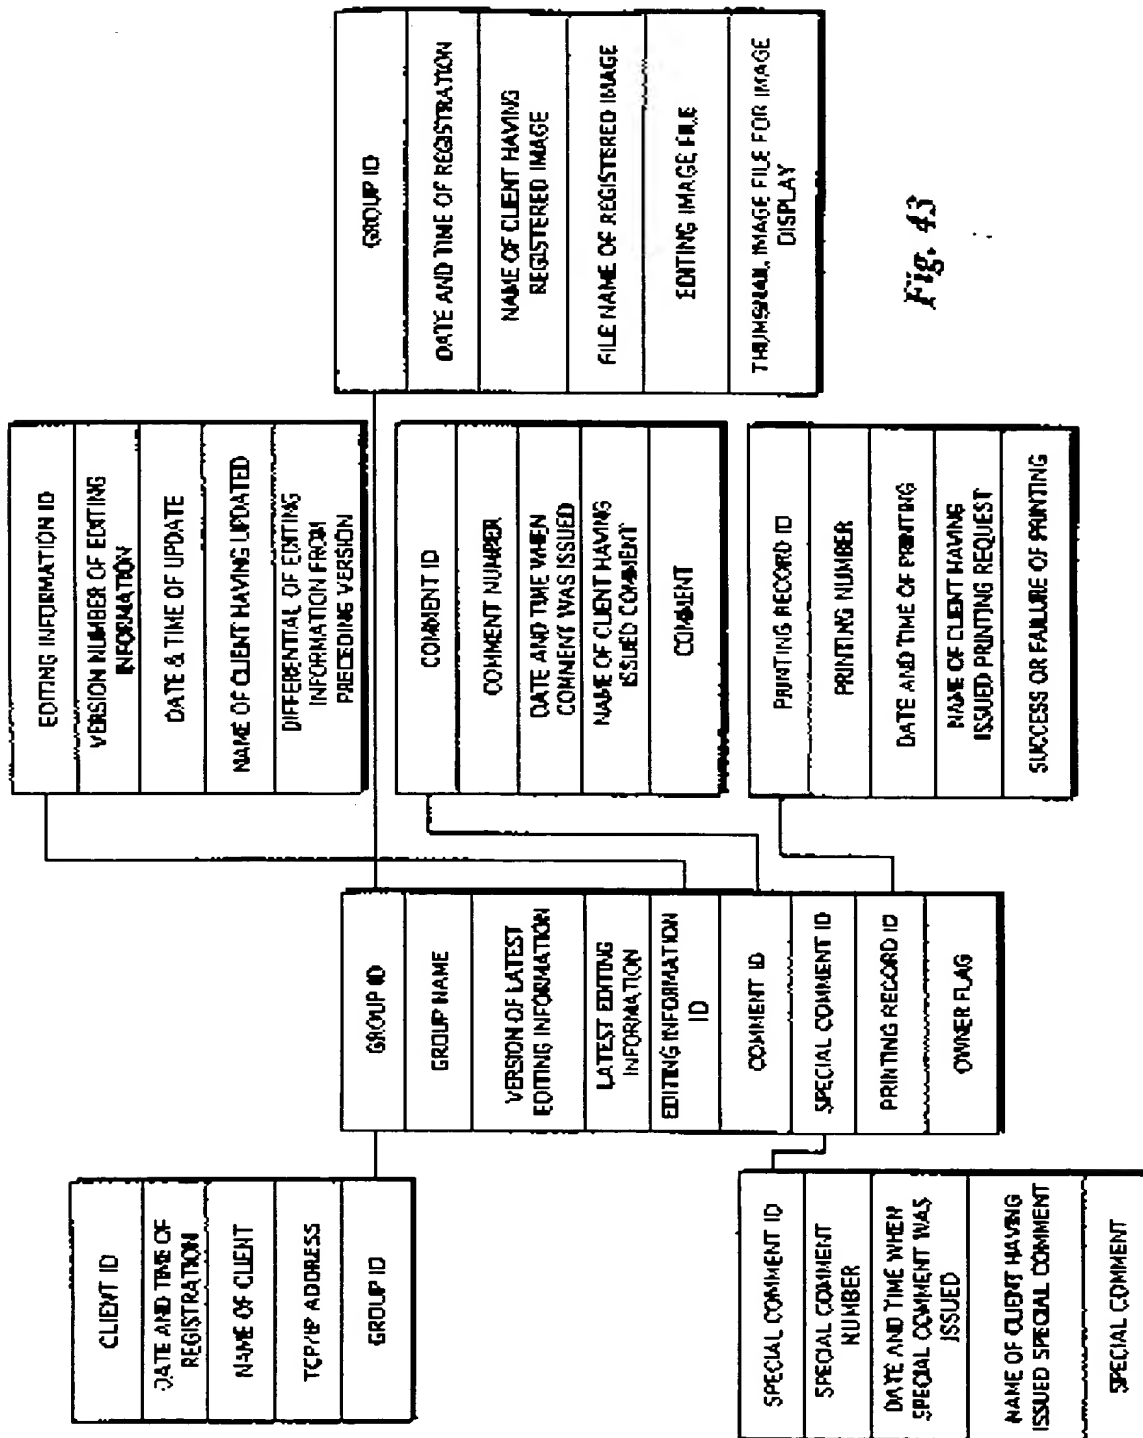 CLIENT ID
DATE AND TIME OF
REGISTRATION
NAME OF CLIENT
TCP/IP ADDRESS
GROUP ID
SPECIAL COMMENT ID
SPECIAL COMMENT
NUMBER
DATE AND TIME WHEN
SPECIAL COMMENT WAS
ISSUED
NAME OF CLIENT HAVING
ISSUED SPECIAL COMMENT
SPECIAL COMMENT
GROUP ID
GROUP NAME
VERSION OF LATEST
EDITING INFORMATION
LATEST EDITING
INFORMATION
EDITING INFORMATION
ID
COMMENT ID
SPECIAL COMMENT ID
PRINTING RECORD ID
OWNER FLAG
EDITING INFORMATION ID
VERSION NUMBER OF EDITING
INFORMATION
DATE & TIME OF UPDATE
NAME OF CLIENT HAVING UPDATED
DIFFERENTIAL OF EDITING
INFORMATION FROM
PRECEDING VERSION
COMMENT ID
COMMENT NUMBER
DATE AND TIME WHEN
COMMENT WAS ISSUED
NAME OF CLIENT HAVING
ISSUED COMMENT
COMMENT
PRINTING RECORD ID
PRINTING NUMBER
DATE AND TIME OF PRINTING
NAME OF CLIENT HAVING
ISSUED PRINTING REQUEST
SUCCESS OR FAILURE OF PRINTING
GROUP ID
DATE AND TIME OF REGISTRATION
NAME OF CLIENT HAVING
REGISTERED IMAGE
FILE NAME OF REGISTERED IMAGE
EDITING IMAGE FILE
THUMBNAIL IMAGE FILE FOR IMAGE
DISPLAY
Fig. 43